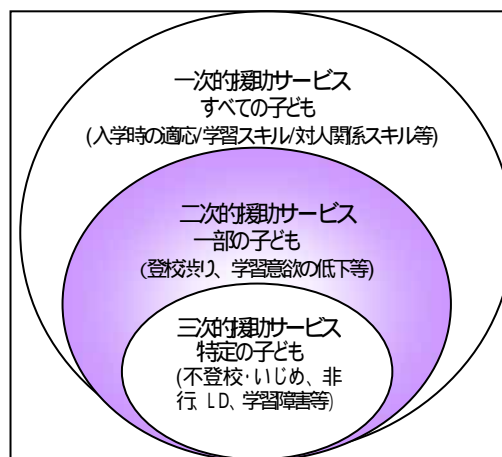 一次的援助サービス
すべての子ども
(入学時の適応/学習スキル/対人関係スキル等)
二次的援助サービス
一部の子ども
(登校渋り、学習意欲の低下等)
三次的援助サービス
特定の子ども
(不登校・いじめ、非
行、LD、学習障害等)